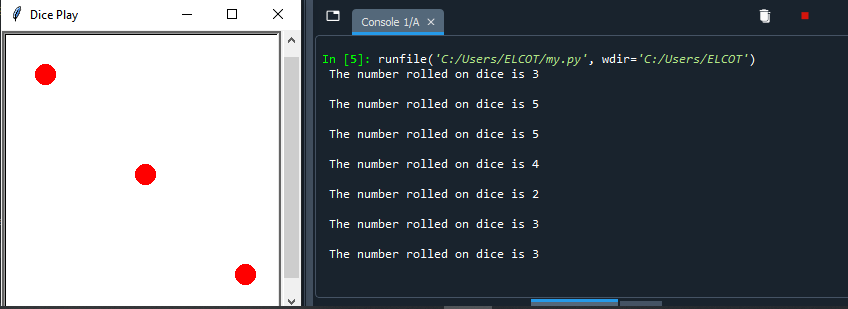 Dice Play
Console 1/A
In [5]: runfile('C:/Users/ELCOT/my.py', wdir='C:/Users/ELCOT')
The number rolled on dice is 3
The number rolled on dice is 5
The number rolled on dice is 5
The number rolled on dice is 4
The number rolled on dice is 2
The number rolled on dice is 3
The number rolled on dice is 3